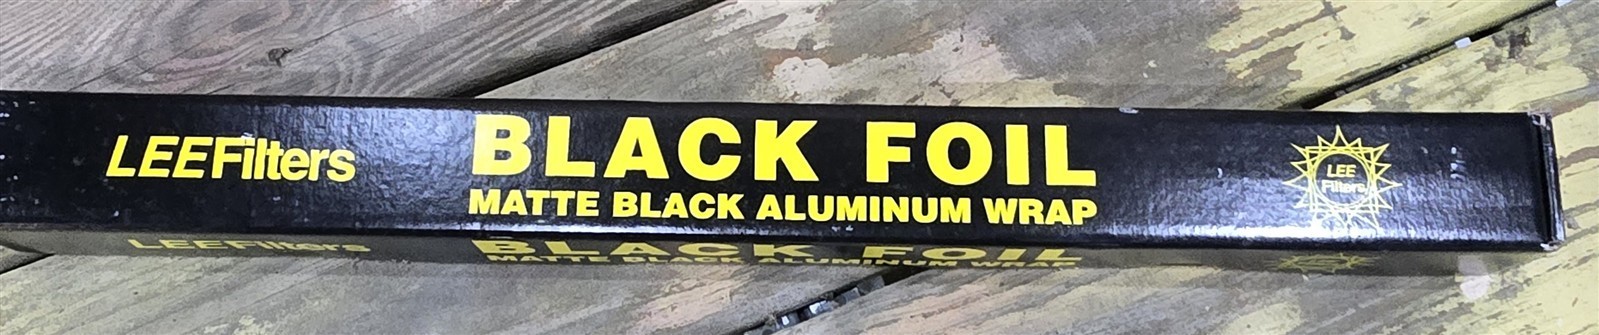 LEEFilters
BLACK FOIL
MATTE BLACK ALUMINUM WRAP
LEE
Filters
LEEFilters
BLACK FOIL
MATTE BLACK ALUMINUM WRAP